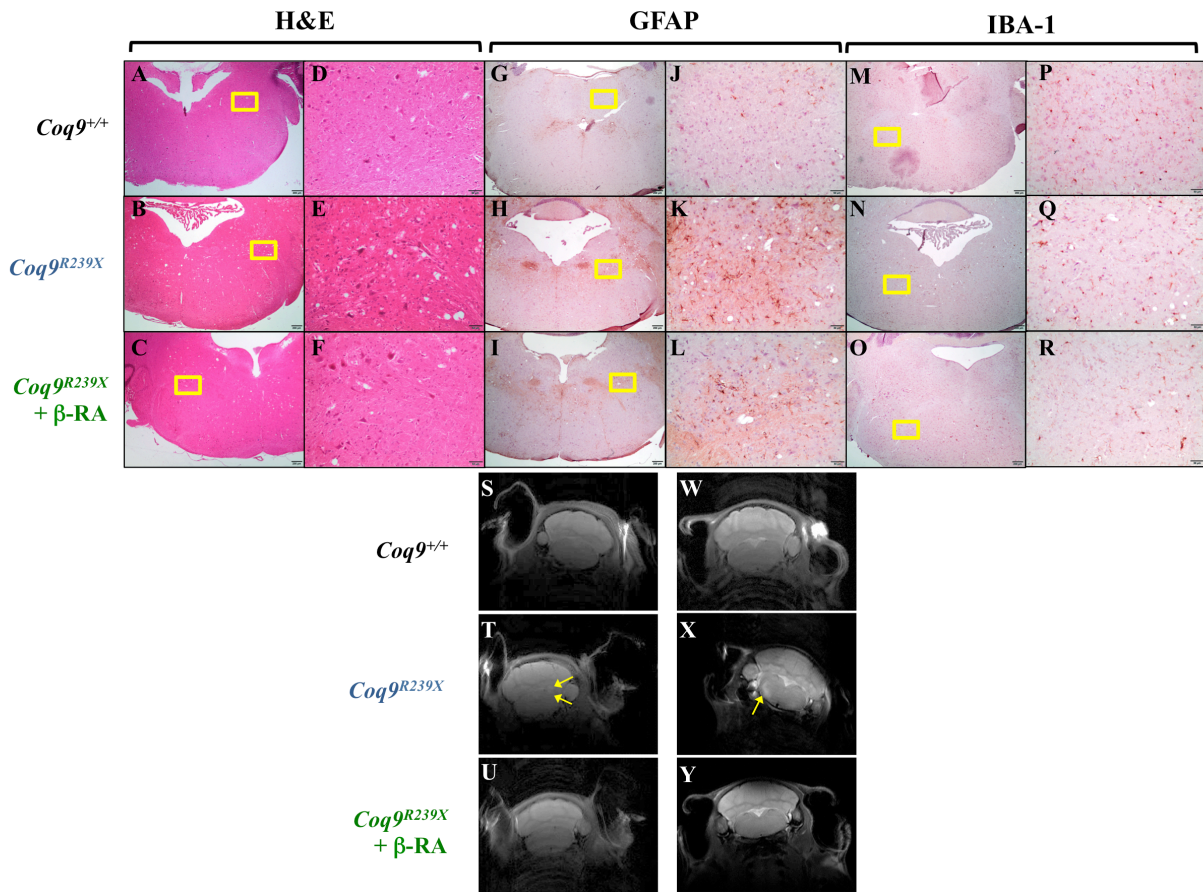 H&E GFAP IBA-1
A D G J M P
Coq9+/+
B E H K N Q
Coq9R239X
C F I L O R
Coq9R239X
+ β-RA
S W
Coq9+/+
T X
Coq9R239X
U Y
Coq9R239X
+ β-RA